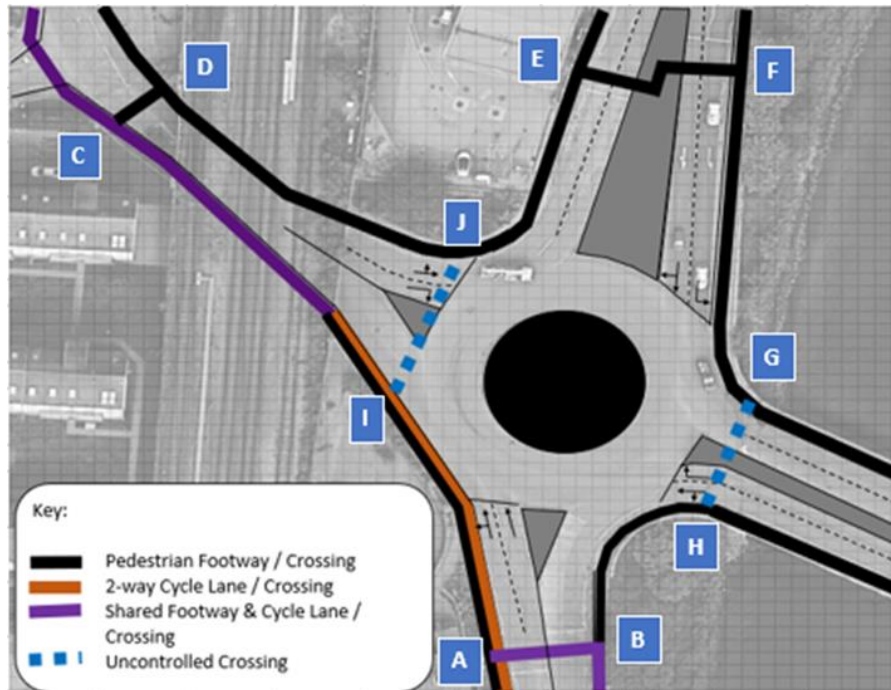 D
E
F
C
J
G
I
H
B
A
Key:
Pedestrian Footway / Crossing
2-way Cycle Lane / Crossing
Shared Footway & Cycle Lane /
Crossing
Uncontrolled Crossing